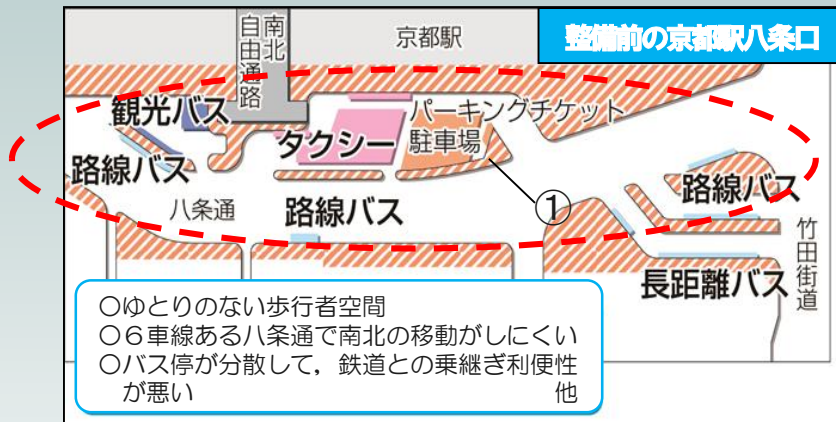 整備前の京都駅八条口
京都駅
南北
自由通路
観光バス
パーキングチケット
駐車場
タクシー
路線バス
①
路線バス
八条通
路線バス
竹田街道
長距離バス
○ゆとりのない歩行者空間
○６車線ある八条通で南北の移動がしにくい
○バス停が分散して，鉄道との乗継ぎ利便性
が悪い 他